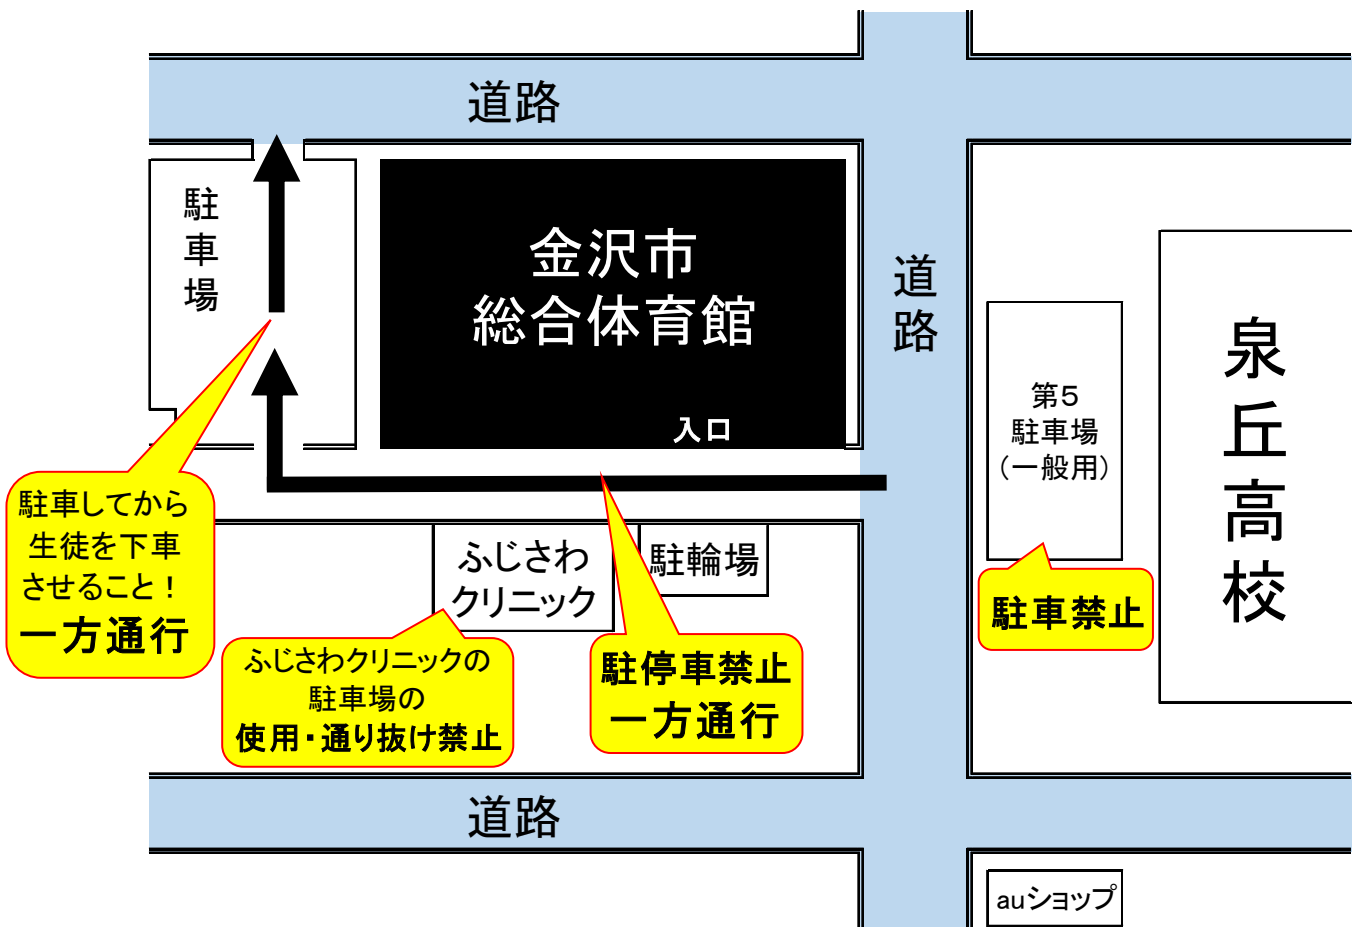 道路
駐車場
金沢市
総合体育館
入口
道路
第5
駐車場
(一般用)
泉丘高校
駐車してから
生徒を下車
させること！
一方通行
ふじさわ
クリニック
駐輪場
駐車禁止
ふじさわクリニックの
駐車場の
使用・通り抜け禁止
駐停車禁止
一方通行
道路
auショップ